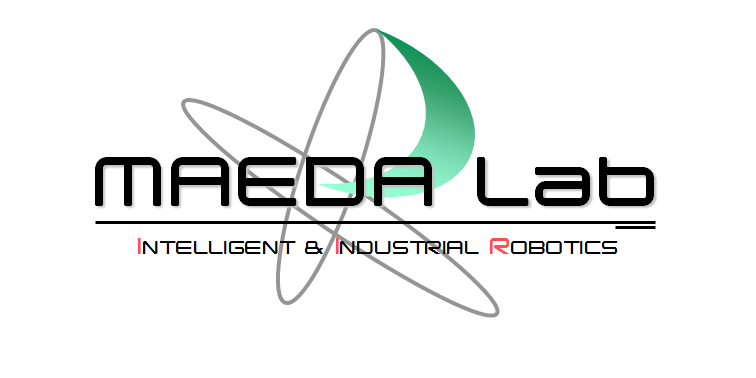 MAEDA Lab
INTELLIGENT & INDUSTRIAL ROBOTICS